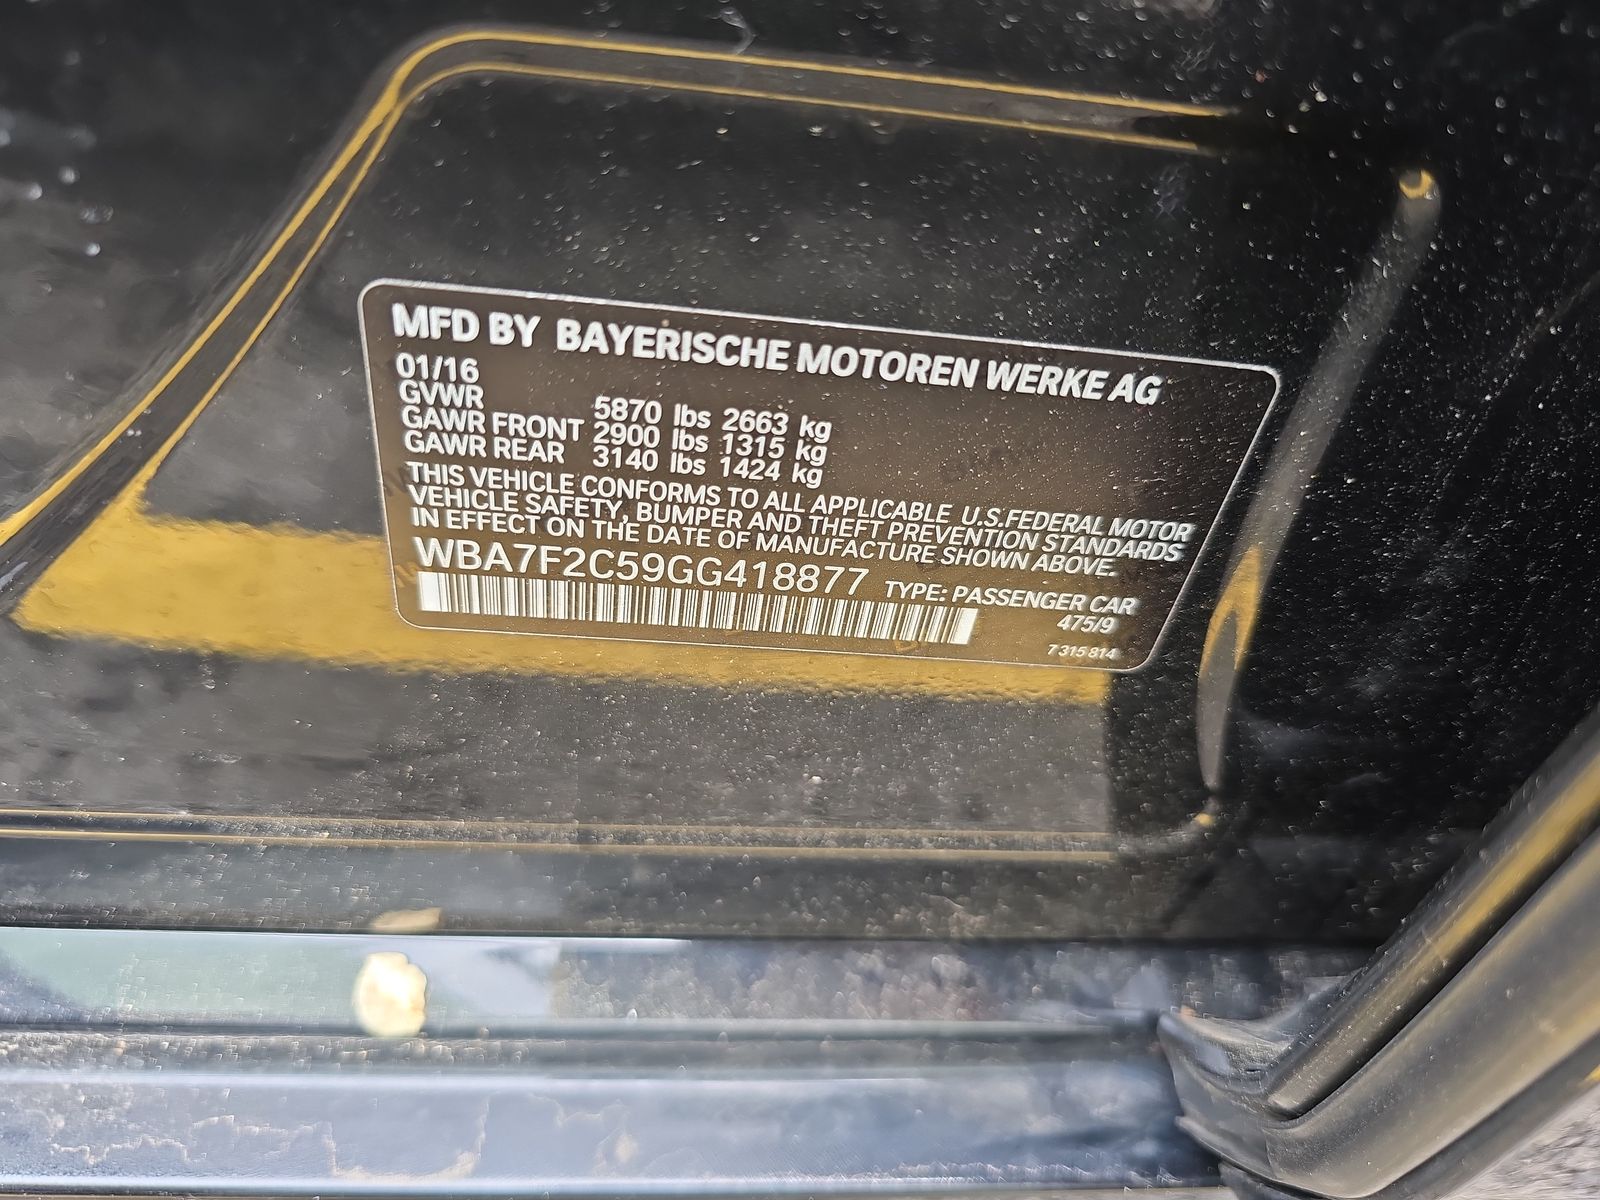 MFD BY BAYERISCHE MOTOREN WERKE AG
01/16
GVWR 5870 lbs 2663 kg
GAWR FRONT 2900 lbs 1315 kg
GAWR REAR 3140 lbs 1424 kg
THIS VEHICLE CONFORMS TO ALL APPLICABLE U.S.FEDERAL MOTOR
VEHICLE SAFETY, BUMPER AND THEFT PREVENTION STANDARDS
IN EFFECT ON THE DATE OF MANUFACTURE SHOWN ABOVE.
WBA7F2C59GG418877 TYPE: PASSENGER CAR
475/9
7 315 814